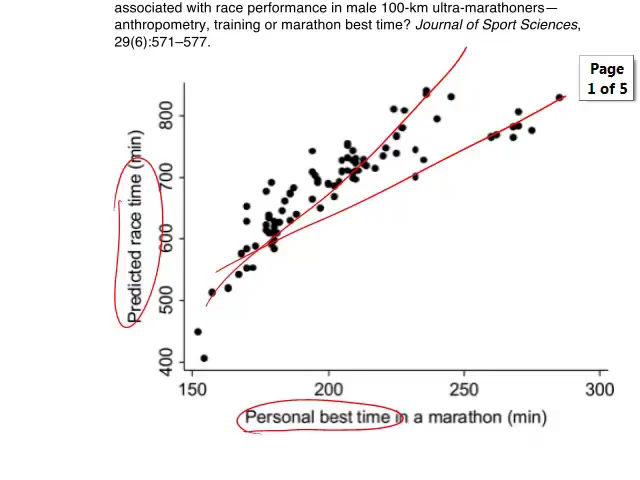 associated with race performance in male 100-km ultra-marathoners—
anthropometry, training or marathon best time? Journal of Sport Sciences,
29(6):571–577.
Page
1 of 5
Predicted race time (min)
800
700
600
500
400
150
200
250
300
Personal best time in a marathon (min)